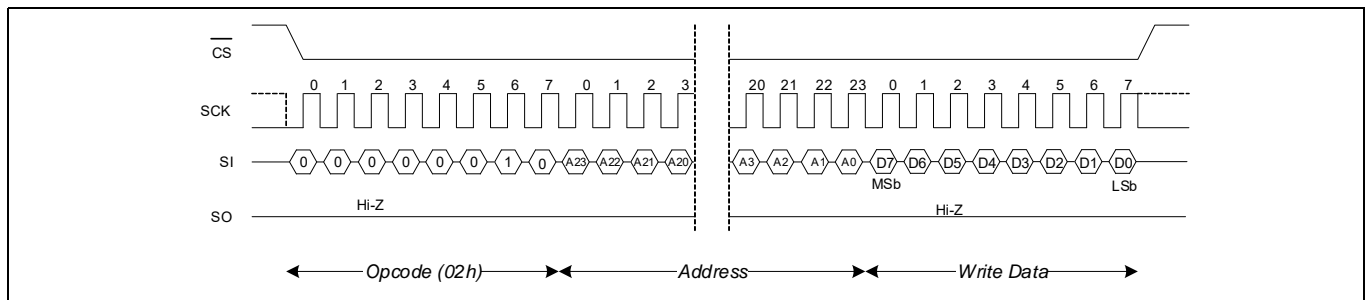 CS
0 1 2 3 4 5 6 7 0 1 2 3 20 21 22 23 0 1 2 3 4 5 6 7
SCK
SI 0 0 0 0 0 0 1 0 A23 A22 A21 A20 A3 A2 A1 A0 D7 D6 D5 D4 D3 D2 D1 D0
MSb LSb
Hi-Z Hi-Z
SO
Opcode (02h) Address Write Data